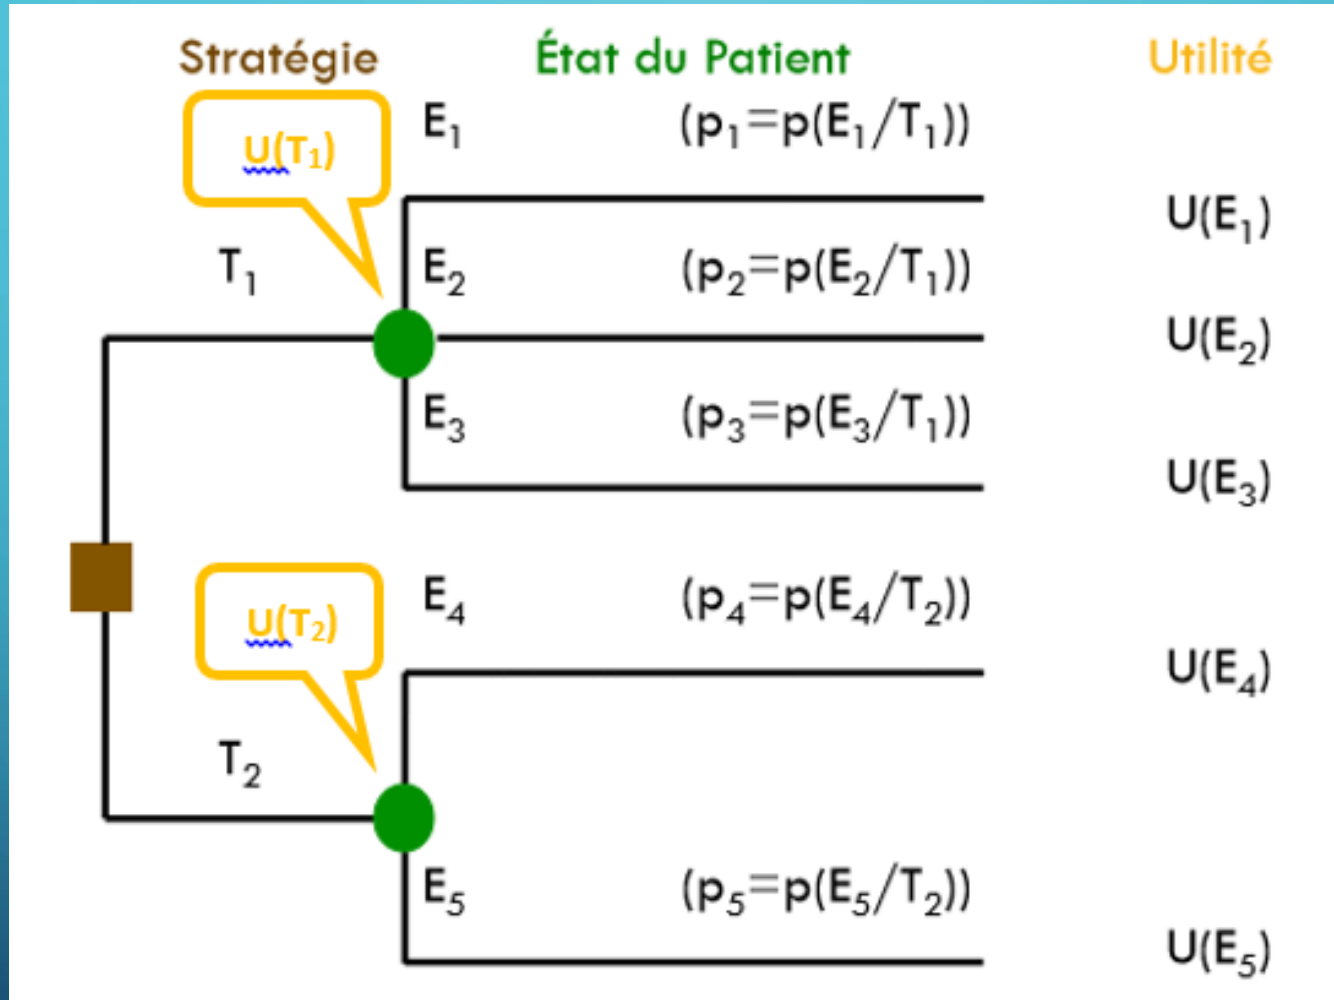 Stratégie État du Patient Utilité
E₁ (p₁=p(E₁/T₁))
U(T₁)
U(E₁)
T₁ E₂ (p₂=p(E₂/T₁))
U(E₂)
E₃ (p₃=p(E₃/T₁))
U(E₃)
E₄ (p₄=p(E₄/T₂))
U(T₂)
U(E₄)
T₂
E₅ (p₅=p(E₅/T₂))
U(E₅)